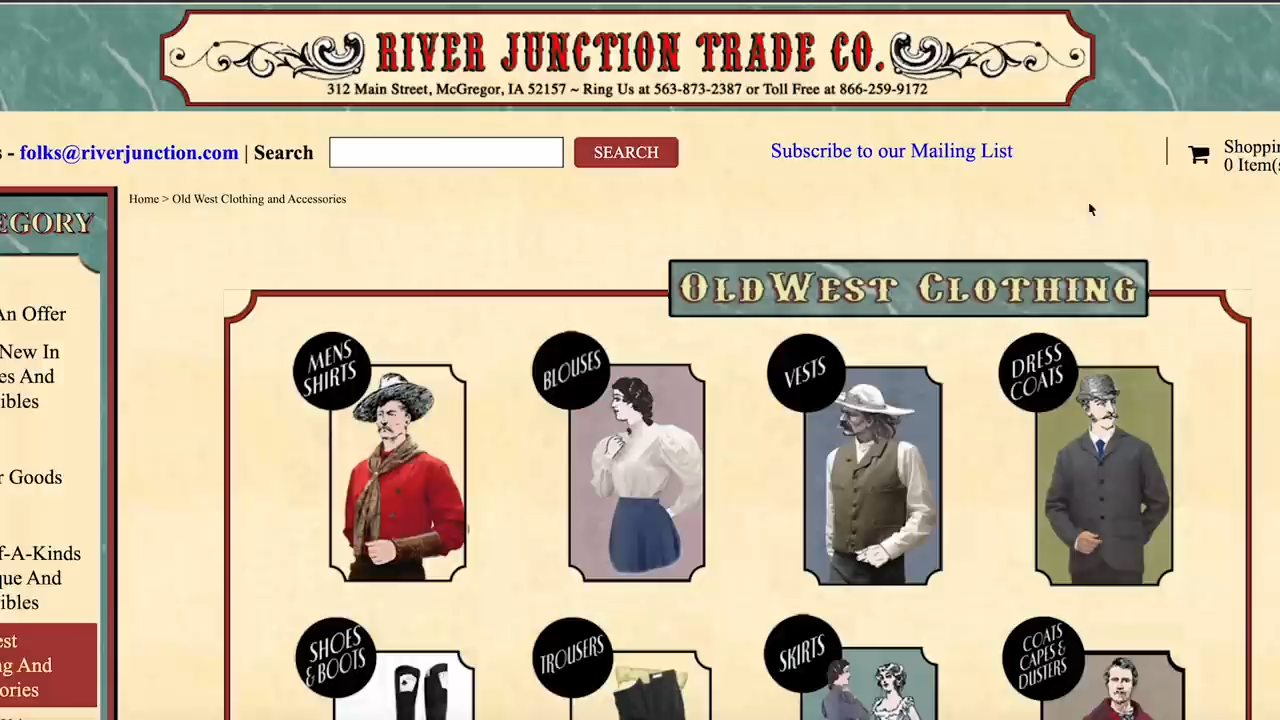 RIVER JUNCTION TRADE CO.
312 Main Street, McGregor, IA 52157 ~ Ring Us at 563-873-2387 or Toll Free at 866-259-9172
s - folks@riverjunction.com | Search
SEARCH
Subscribe to our Mailing List
Shoppin
0 Item(s
Home > Old West Clothing and Accessories
EGORY
An Offer
New In
es And
ibles
r Goods
f-A-Kinds
que And
ibles
est
ng And
ories
OLD WEST CLOTHING
MENS
SHIRTS
BLOUSES
VESTS
DRESS
COATS
SHOES
& BOOTS
TROUSERS
SKIRTS
COATS
CAPES &
DUSTERS